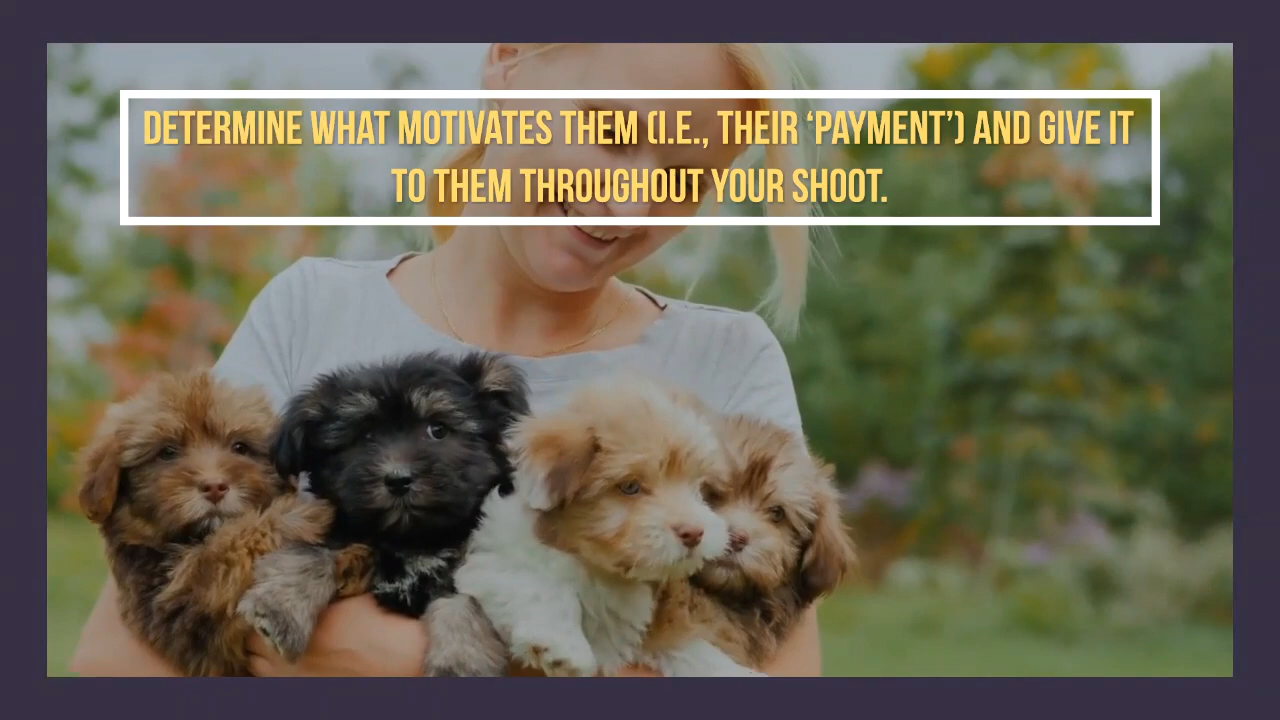 DETERMINE WHAT MOTIVATES THEM (I.E., THEIR ‘PAYMENT’) AND GIVE IT
TO THEM THROUGHOUT YOUR SHOOT.